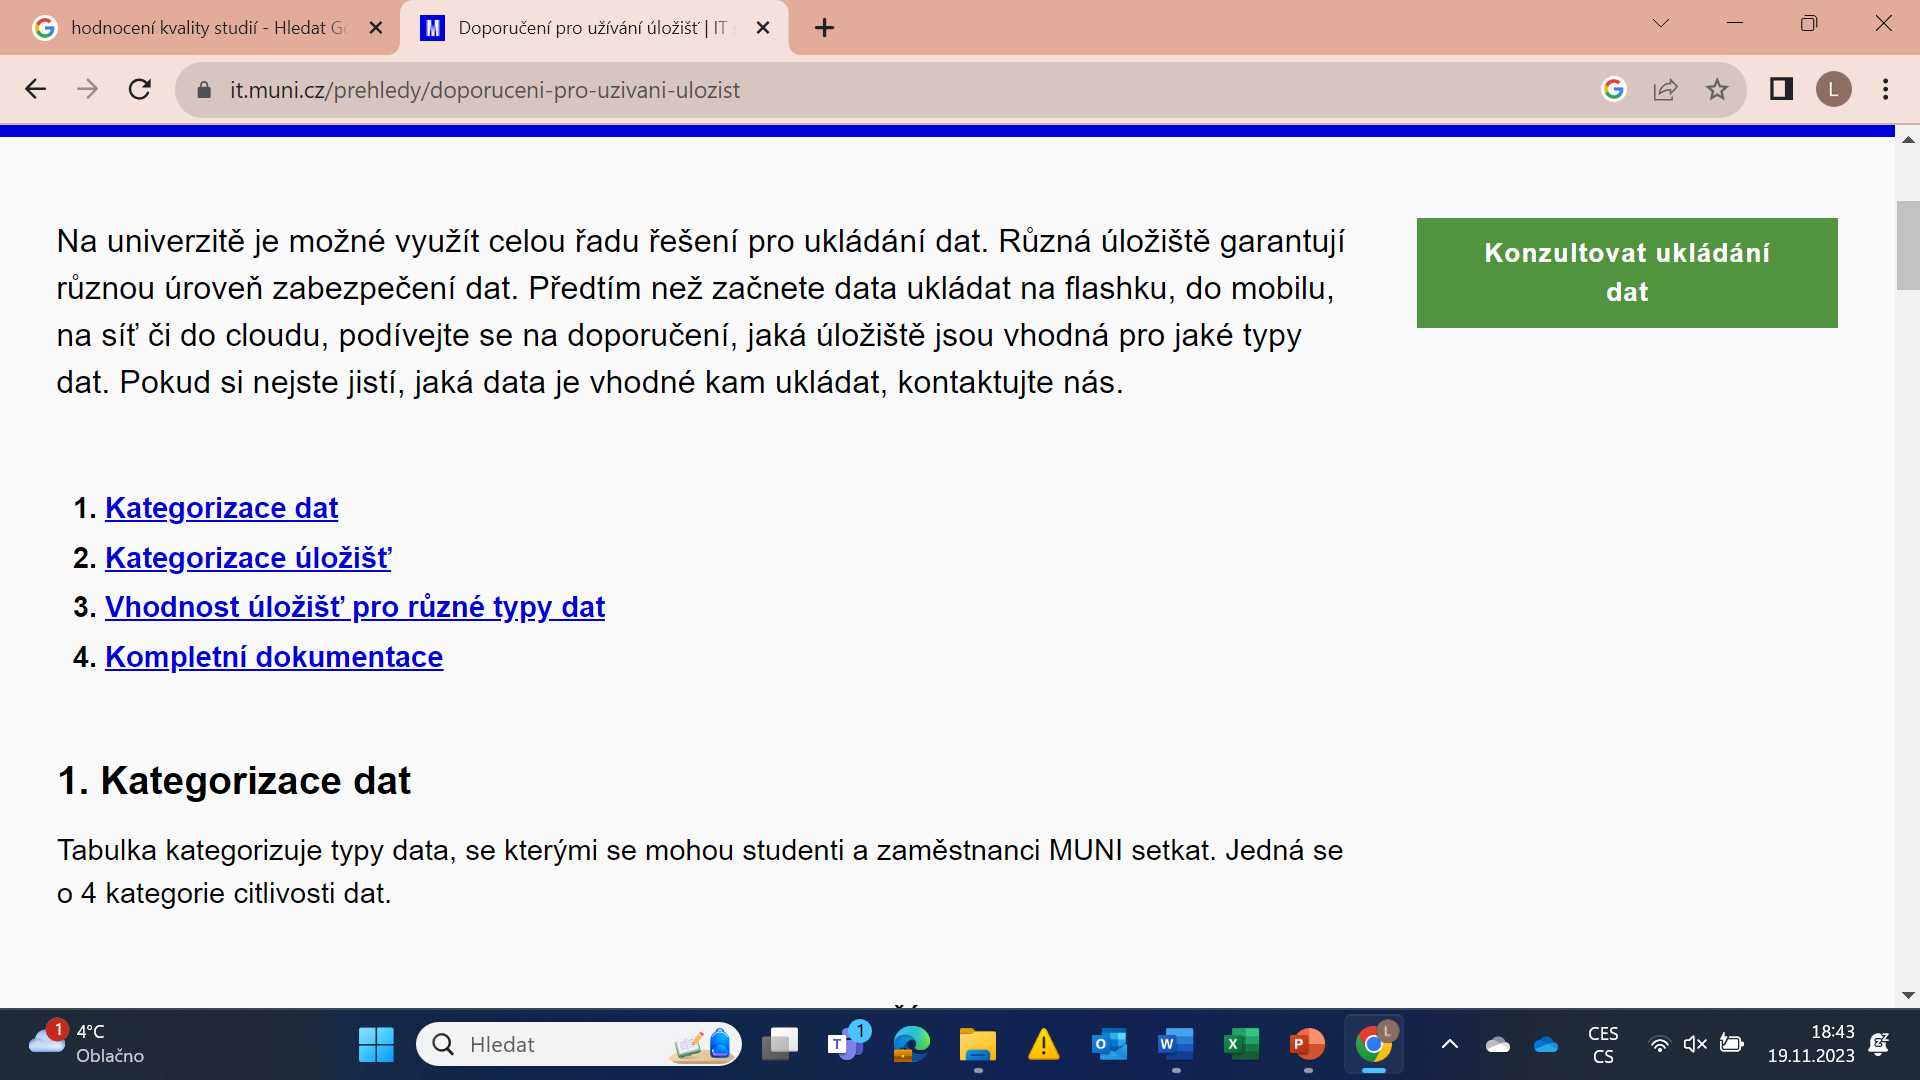 hodnocení kvality studií - Hledat Go
Doporučení pro užívání úložišť | IT s
it.muni.cz/prehledy/doporuceni-pro-uzivani-ulozist
L
Na univerzitě je možné využít celou řadu řešení pro ukládání dat. Různá úložiště garantují
různou úroveň zabezpečení dat. Předtím než začnete data ukládat na flashku, do mobilu,
na síť či do cloudu, podívejte se na doporučení, jaká úložiště jsou vhodná pro jaké typy
dat. Pokud si nejste jistí, jaká data je vhodné kam ukládat, kontaktujte nás.
Konzultovat ukládání
dat
1. Kategorizace dat
2. Kategorizace úložišť
3. Vhodnost úložišť pro různé typy dat
4. Kompletní dokumentace
1. Kategorizace dat
Tabulka kategorizuje typy data, se kterými se mohou studenti a zaměstnanci MUNI setkat. Jedná se
o 4 kategorie citlivosti dat.
1
4°C
Oblačno
Hledat
1
CES
CS
18:43
19.11.2023